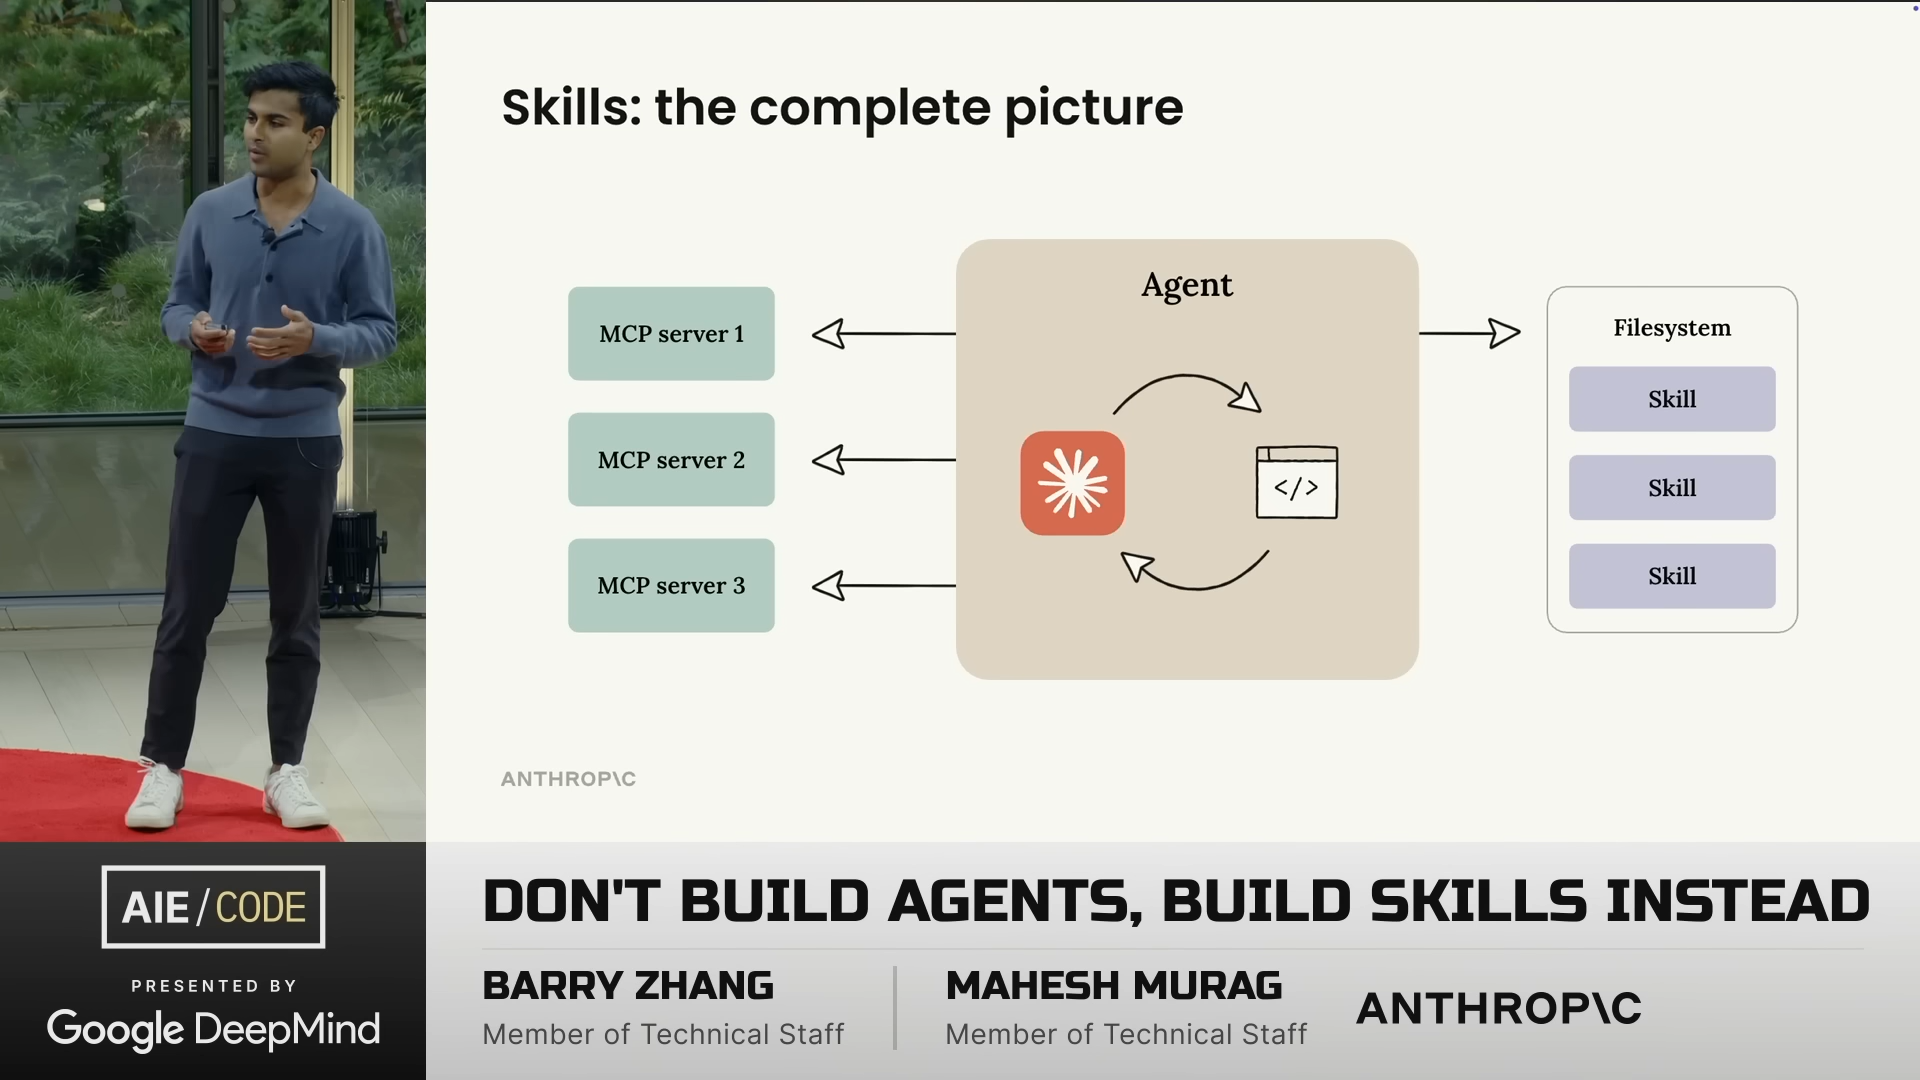 Skills: the complete picture
Agent
MCP server 1
MCP server 2
MCP server 3
</>
Filesystem
Skill
Skill
Skill
ANTHROP\C
AIE/CODE
PRESENTED BY
Google DeepMind
DON'T BUILD AGENTS, BUILD SKILLS INSTEAD
BARRY ZHANG
Member of Technical Staff
MAHESH MURAG
Member of Technical Staff
ANTHROP\C